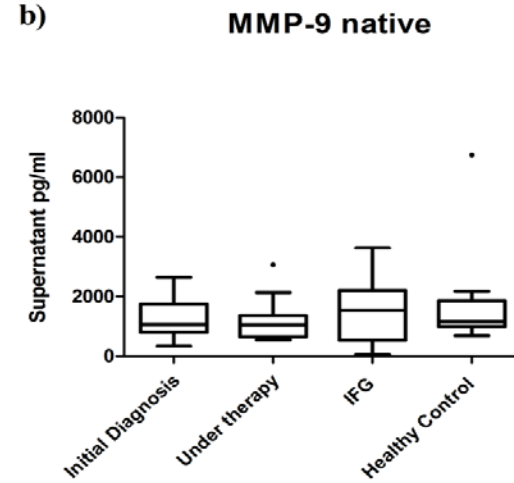 b)
MMP-9 native
Supernatant pg/ml
8000
6000
4000
2000
0
Initial Diagnosis
Under therapy
IFG
Healthy Control